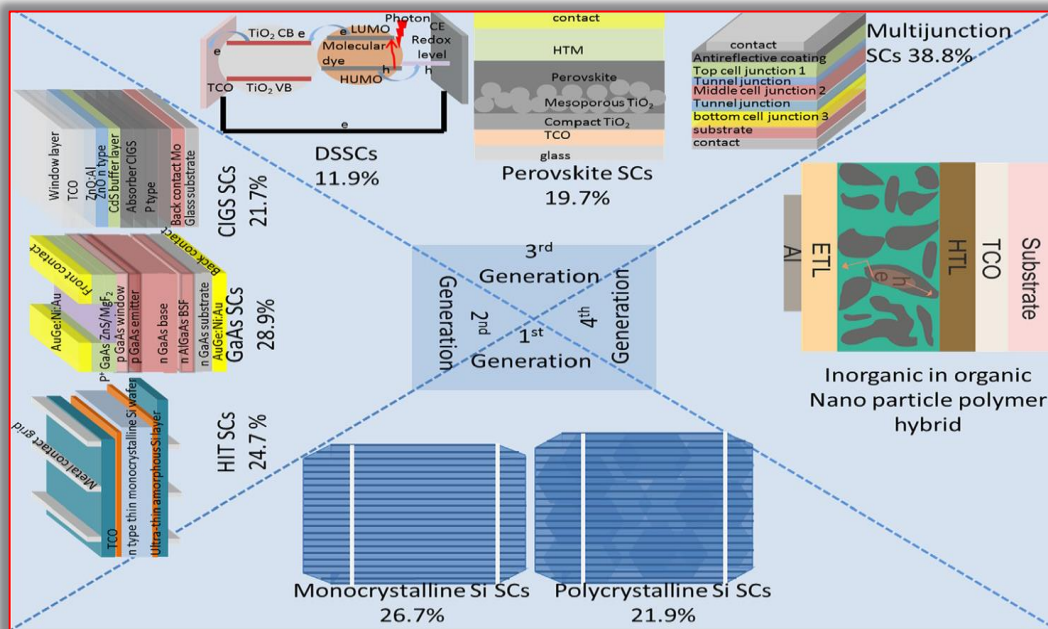 TiO2 CB
e
e
LUMO
Photon
CE
Molecular
dye
Redox
level
e
h
h
HUMO
TCO
TiO2 VB
e
DSSCs
11.9%
contact
HTM
Perovskite
Mesoporous TiO2
Compact TiO2
TCO
glass
Perovskite SCs
19.7%
contact
Antireflective coating
Top cell junction 1
Tunnel junction
Middle cell junction 2
Tunnel junction
bottom cell junction 3
substrate
contact
Multijunction
SCs 38.8%
Window layer
TCO
ZnO:Al
ZnO n type
CdS buffer layer
Absorber CIGS
P type
Back contact Mo
Glass substrate
CIGS SCs
21.7%
Front contact
Back contact
AuGe:Ni:Au
P+ GaAs ZnS/MgF2
p GaAs window
p GaAs emitter
n GaAs base
n AlGaAs BSF
n GaAs substrate
AuGe:Ni:Au
GaAs SCs
28.9%
Metal contact grid
TCO
n type thin monocrystalline Si wafer
Ultra-thin amorphous Si layer
HIT SCs
24.7 %
3rd
Generation
Generation
2nd
1st
Generation
4th
Generation
Al
ETL
e
h
HTL
TCO
Substrate
Inorganic in organic
Nano particle polymer
hybrid
Monocrystalline Si SCs
26.7%
Polycrystalline Si SCs
21.9%